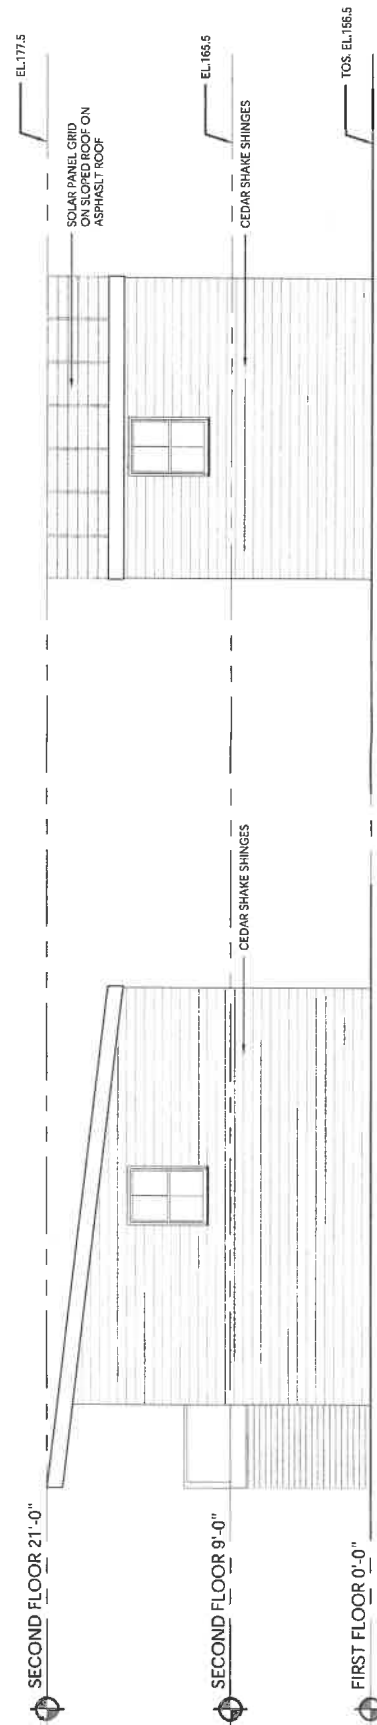 EL.177.5
SOLAR PANEL GRID
ON SLOPED ROOF ON
ASPHASLT ROOF
EL.165.5
CEDAR SHAKE SHINGES
TOS. EL.156.5
CEDAR SHAKE SHINGES
SECOND FLOOR 21'-0"
SECOND FLOOR 9'-0"
FIRST FLOOR 0'-0"